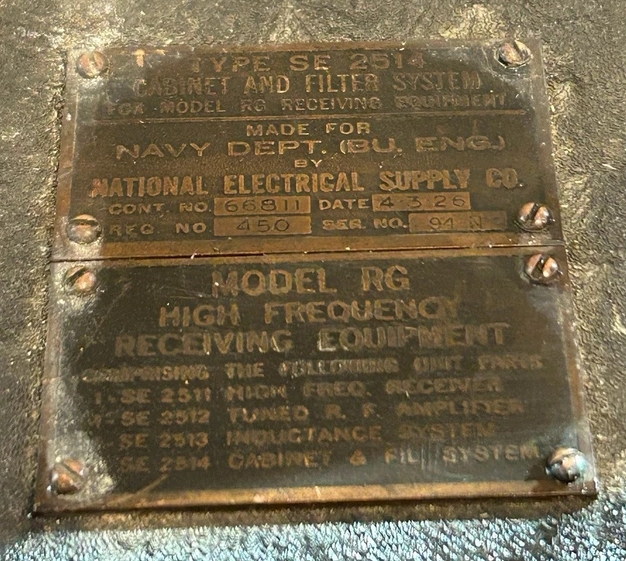 TYPE SE 2514
CABINET AND FILTER SYSTEM
FOR MODEL RG RECEIVING EQUIPMENT
MADE FOR
NAVY DEPT. (BU. ENG.)
BY
NATIONAL ELECTRICAL SUPPLY CO.
CONT. NO. 66811 DATE 4-3-26
REG. NO 450 SER. NO. 94
MODEL RG
HIGH FREQUENCY
RECEIVING EQUIPMENT
COMPRISING THE FOLLOWING UNIT PARTS
SE 2511 HIGH FREQ. RECEIVER
SE 2512 TUNED R. F. AMPLIFIER
SE 2513 INDUCTANCE SYSTEM
SE 2514 CABINET & FIL SYSTEM